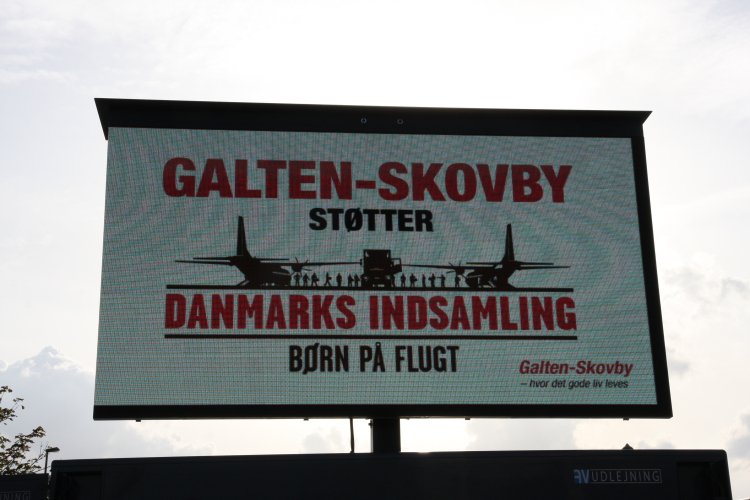 GALTEN-SKOVBY
STØTTER
DANMARKS INDSAMLING
BØRN PÅ FLUGT
Galten-Skovby
– hvor det gode liv leves
UDLEJNING